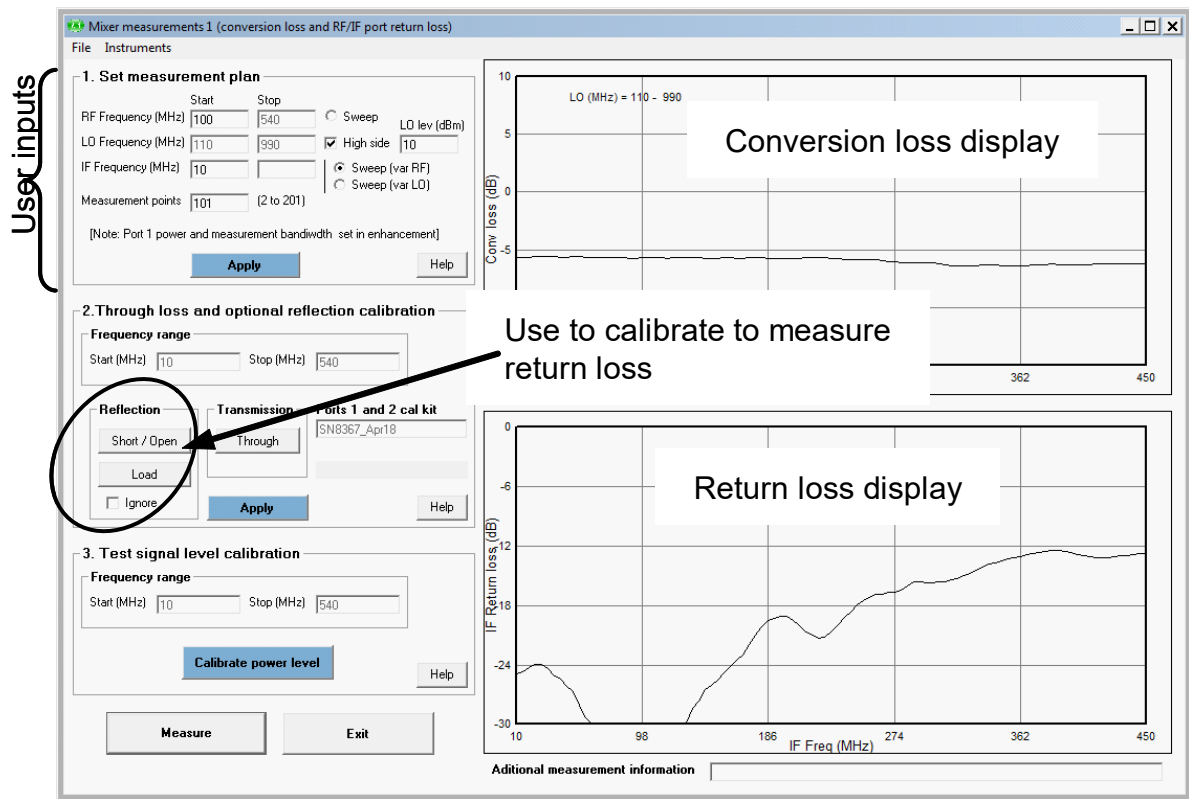 Mixer measurements 1 (conversion loss and RF/IF port return loss)
File Instruments
User inputs
1. Set measurement plan
Start Stop
RF Frequency (MHz) 100 540 Sweep LO lev (dBm)
LO Frequency (MHz) 110 990 High side 10
IF Frequency (MHz) 10 Sweep (var RF)
Sweep (var LO)
Measurement points 101 (2 to 201)
[Note: Port 1 power and measurement bandiwdth set in enhancement]
Apply Help
2.Through loss and optional reflection calibration
Frequency range
Start (MHz) 10 Stop (MHz) 540
Reflection Transmission Ports 1 and 2 cal kit
SN8367_Apr18
Short / Open Through
Load
Ignore Apply Help
3. Test signal level calibration
Frequency range
Start (MHz) 10 Stop (MHz) 540
Calibrate power level Help
Measure Exit
LO (MHz) = 110 - 990
Conversion loss display
10
5
0
-5
Conv loss (dB)
362 450
Use to calibrate to measure
return loss
Return loss display
0
-6
-12
-18
-24
-30
IF Return loss (dB)
10 98 186 274 362 450
IF Freq (MHz)
Aditional measurement information